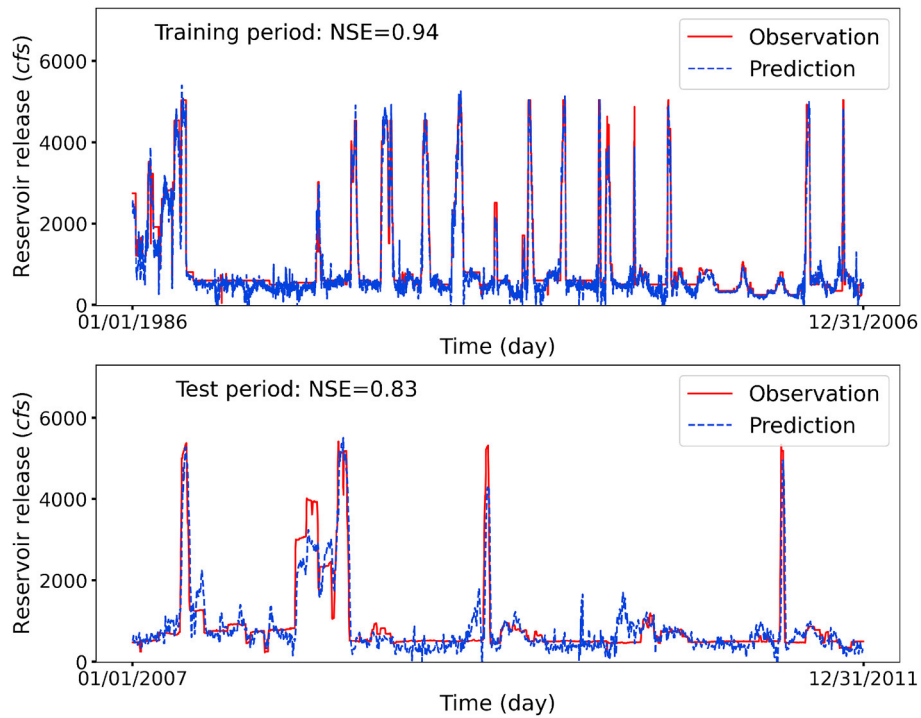 Training period: NSE=0.94
Observation
Prediction
Reservoir release (cfs)
6000
4000
2000
0
01/01/1986
12/31/2006
Time (day)
Test period: NSE=0.83
Observation
Prediction
Reservoir release (cfs)
6000
4000
2000
0
01/01/2007
12/31/2011
Time (day)